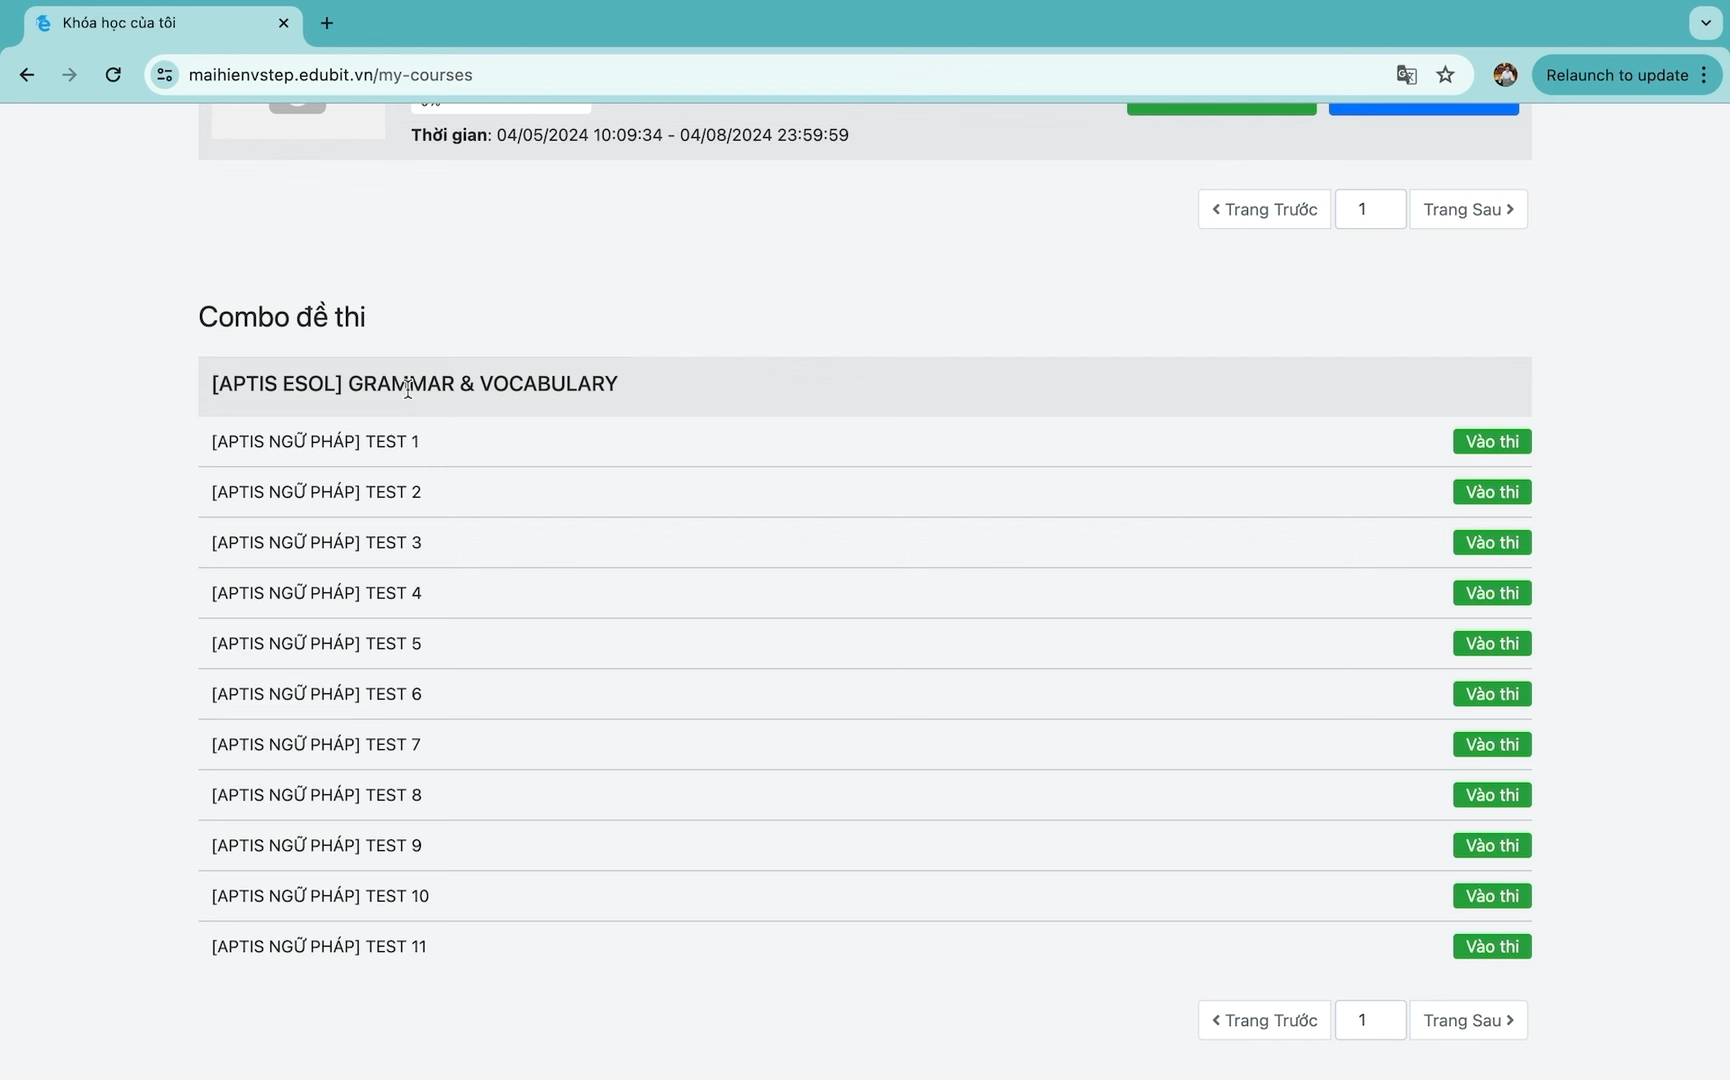 Khóa học của tôi
maihienvstep.edubit.vn/my-courses
Relaunch to update
Thời gian: 04/05/2024 10:09:34 - 04/08/2024 23:59:59
Trang Trước 1 Trang Sau
Combo đề thi
[APTIS ESOL] GRAMMAR & VOCABULARY
[APTIS NGỮ PHÁP] TEST 1 Vào thi
[APTIS NGỮ PHÁP] TEST 2 Vào thi
[APTIS NGỮ PHÁP] TEST 3 Vào thi
[APTIS NGỮ PHÁP] TEST 4 Vào thi
[APTIS NGỮ PHÁP] TEST 5 Vào thi
[APTIS NGỮ PHÁP] TEST 6 Vào thi
[APTIS NGỮ PHÁP] TEST 7 Vào thi
[APTIS NGỮ PHÁP] TEST 8 Vào thi
[APTIS NGỮ PHÁP] TEST 9 Vào thi
[APTIS NGỮ PHÁP] TEST 10 Vào thi
[APTIS NGỮ PHÁP] TEST 11 Vào thi
Trang Trước 1 Trang Sau